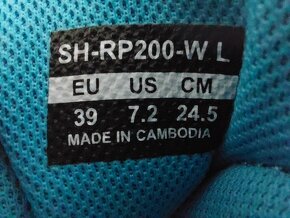 SH-RP200-W L
EU US CM
39 7.2 24.5
MADE IN CAMBODIA